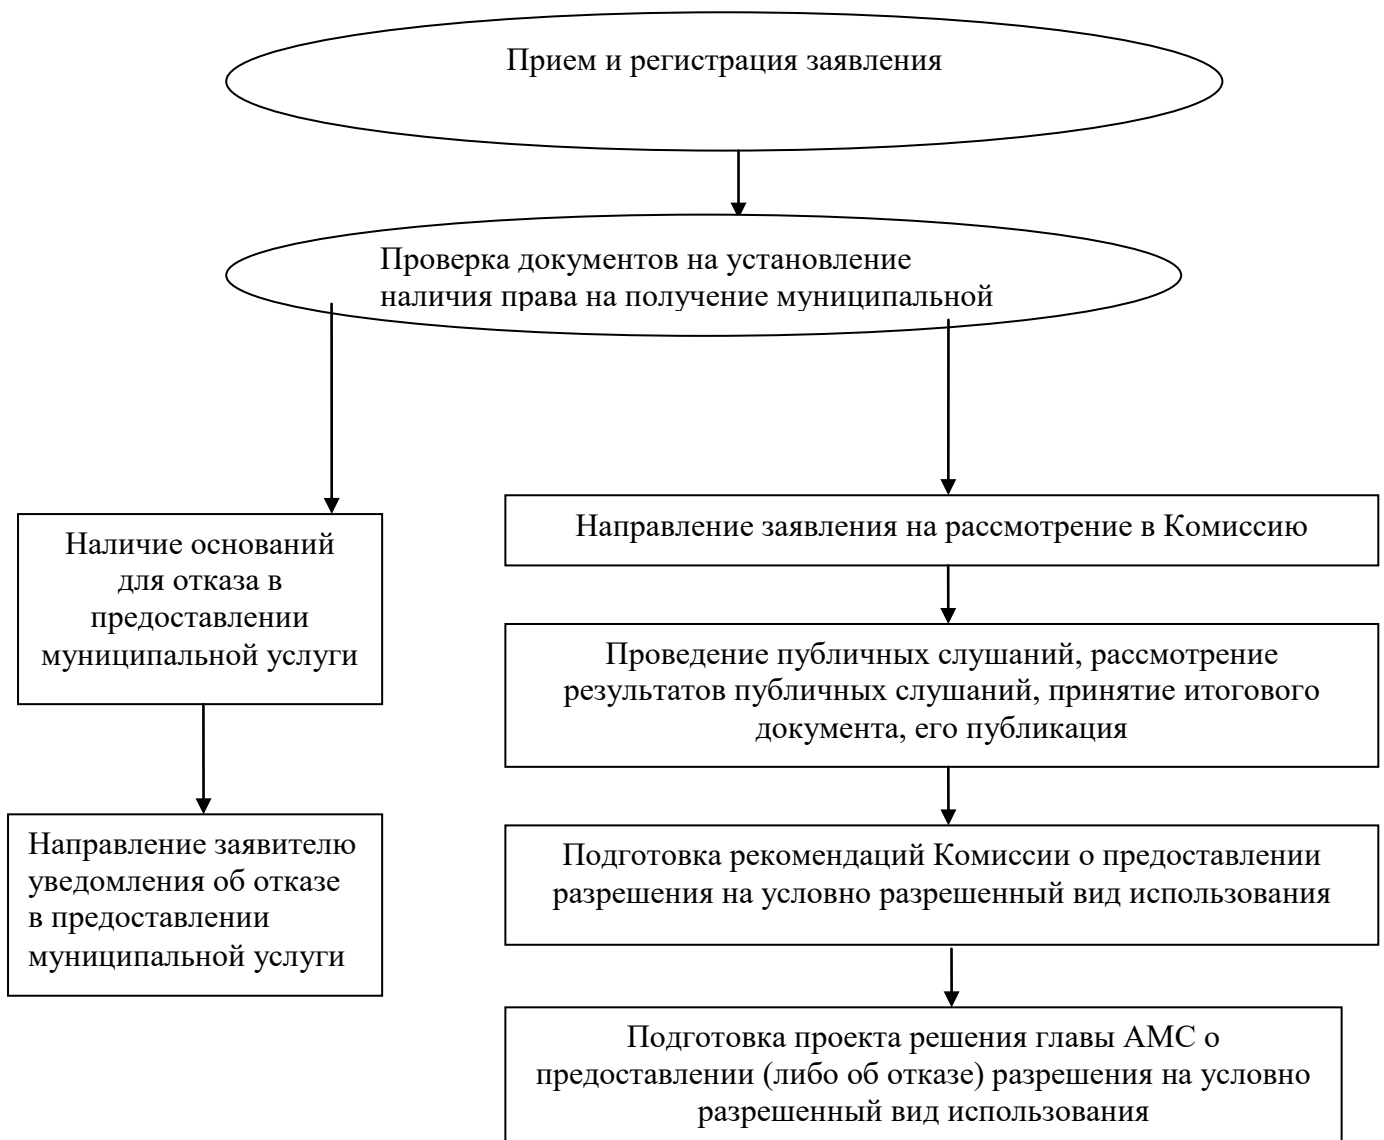 Прием и регистрация заявления
Проверка документов на установление
наличия права на получение муниципальной
Наличие оснований
для отказа в
предоставлении
муниципальной услуги
Направление заявителю
уведомления об отказе
в предоставлении
муниципальной услуги
Направление заявления на рассмотрение в Комиссию
Проведение публичных слушаний, рассмотрение
результатов публичных слушаний, принятие итогового
документа, его публикация
Подготовка рекомендаций Комиссии о предоставлении
разрешения на условно разрешенный вид использования
Подготовка проекта решения главы АМС о
предоставлении (либо об отказе) разрешения на условно
разрешенный вид использования